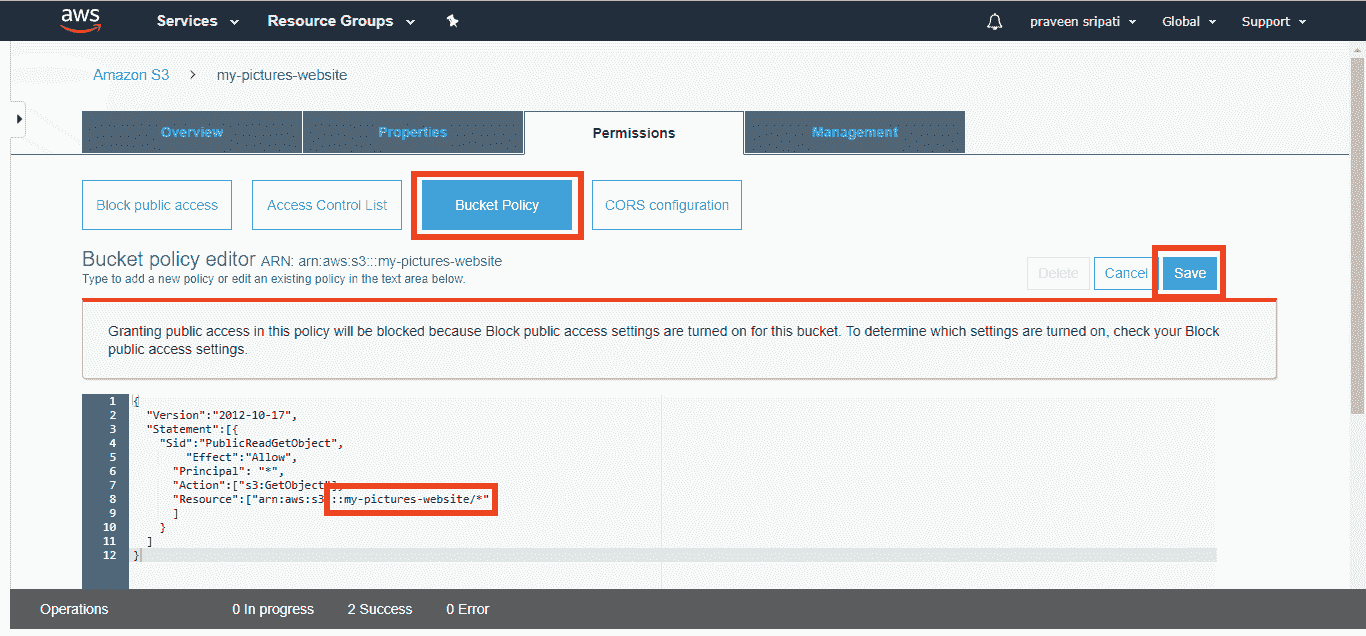 aws Services Resource Groups praveen sripati Global Support
Amazon S3 > my-pictures-website
Overview Properties Permissions Management
Block public access Access Control List Bucket Policy CORS configuration
Bucket policy editor ARN: arn:aws:s3:::my-pictures-website
Type to add a new policy or edit an existing policy in the text area below.
Delete Cancel Save
Granting public access in this policy will be blocked because Block public access settings are turned on for this bucket. To determine which settings are turned on, check your Block
public access settings.
1 {
2 "Version":"2012-10-17",
3 "Statement":[{
4 "Sid":"PublicReadGetObject",
5 "Effect":"Allow",
6 "Principal": "*",
7 "Action":["s3:GetObject"],
8 "Resource":["arn:aws:s3:::my-pictures-website/*"
9 ]
10 }
11 ]
12 }
Operations 0 In progress 2 Success 0 Error